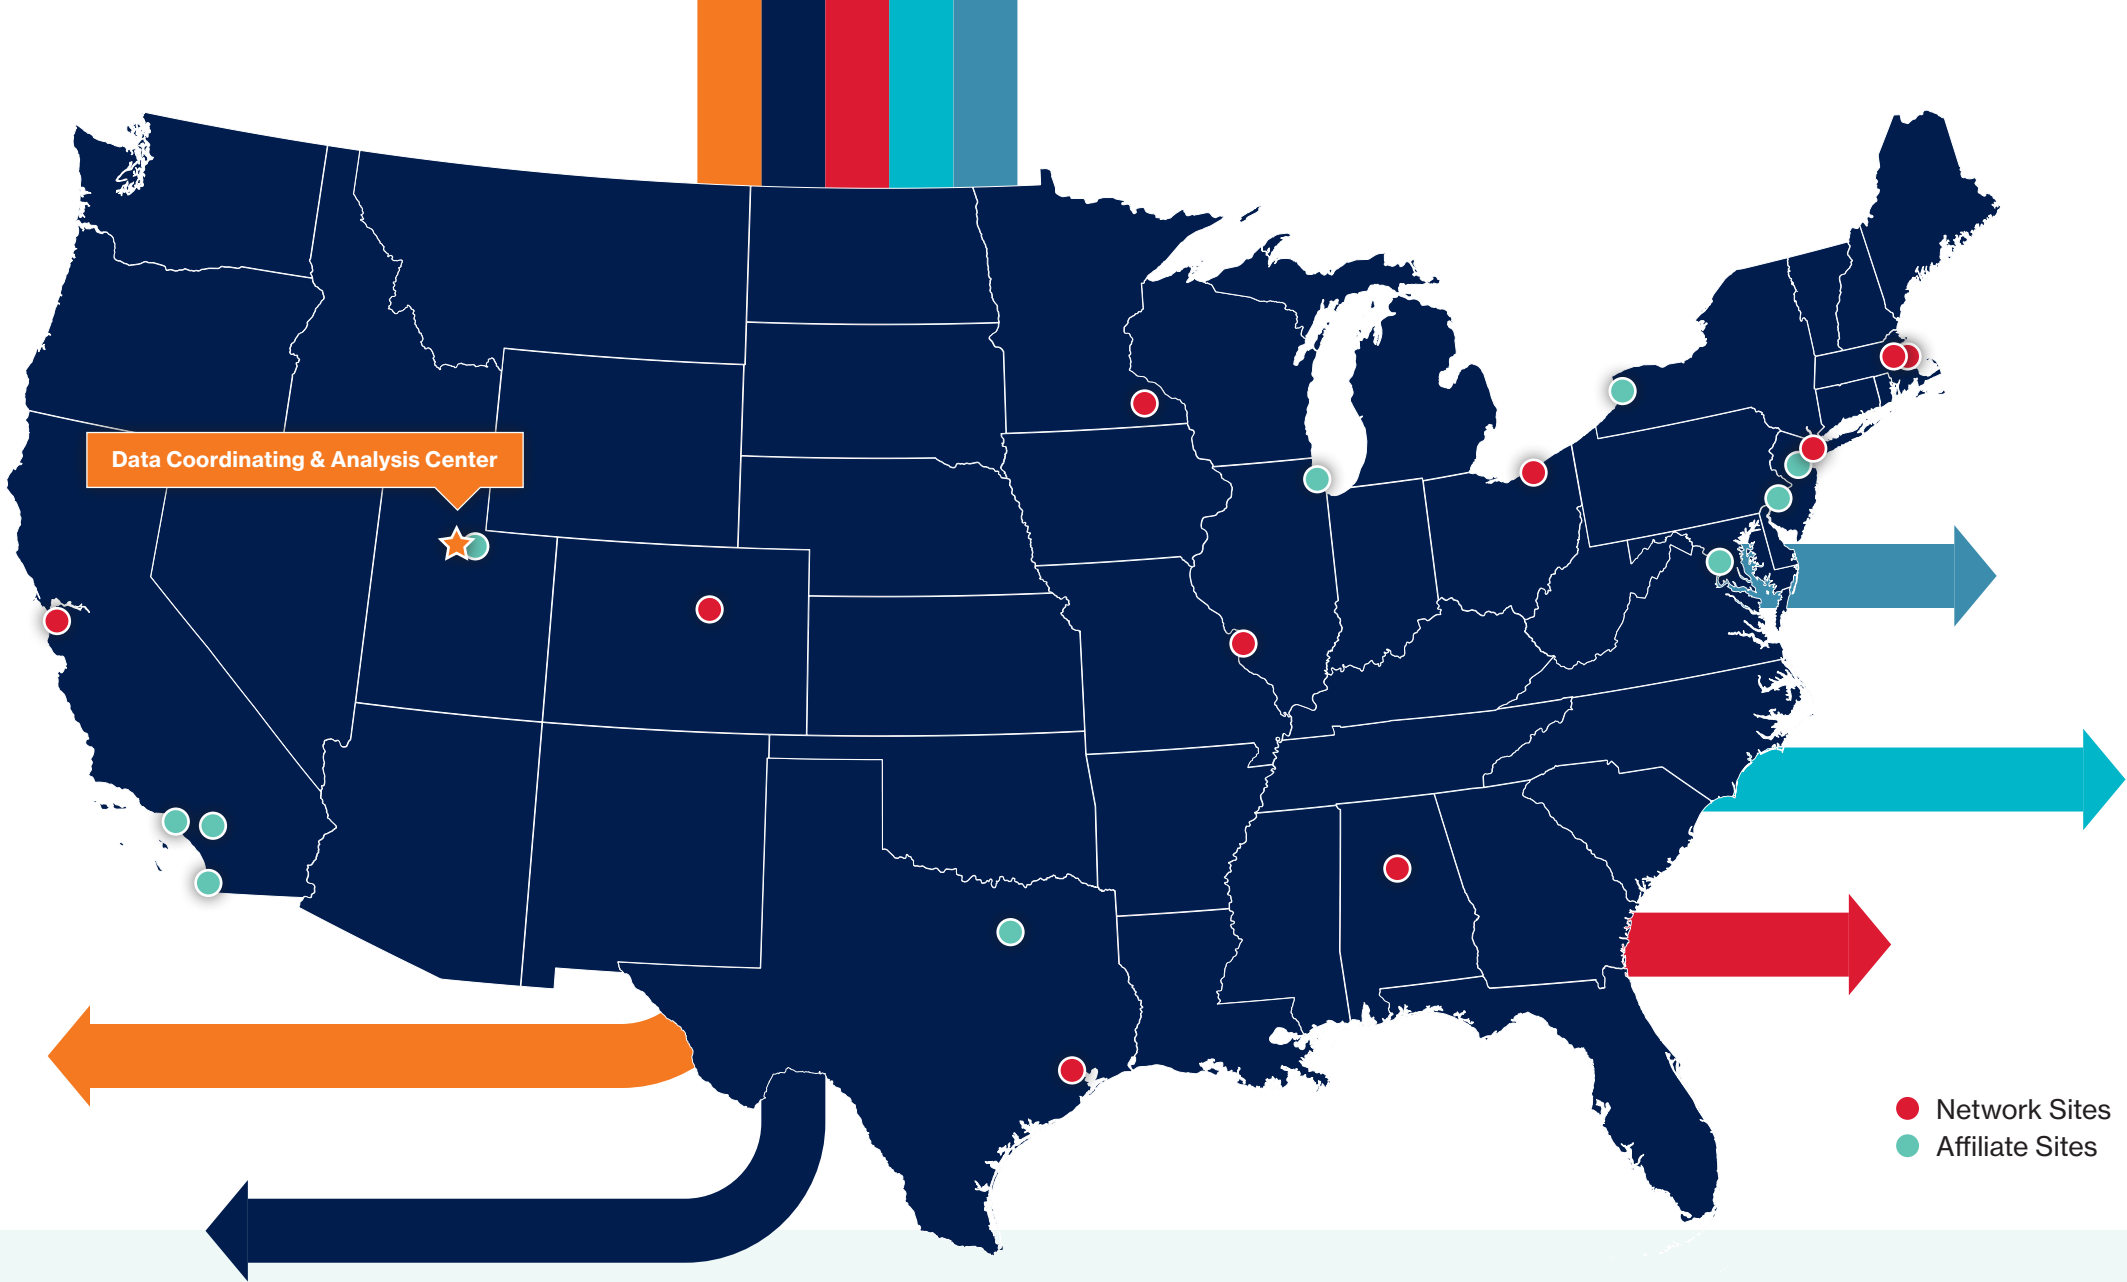 Data Coordinating & Analysis Center
Network Sites
Affiliate Sites